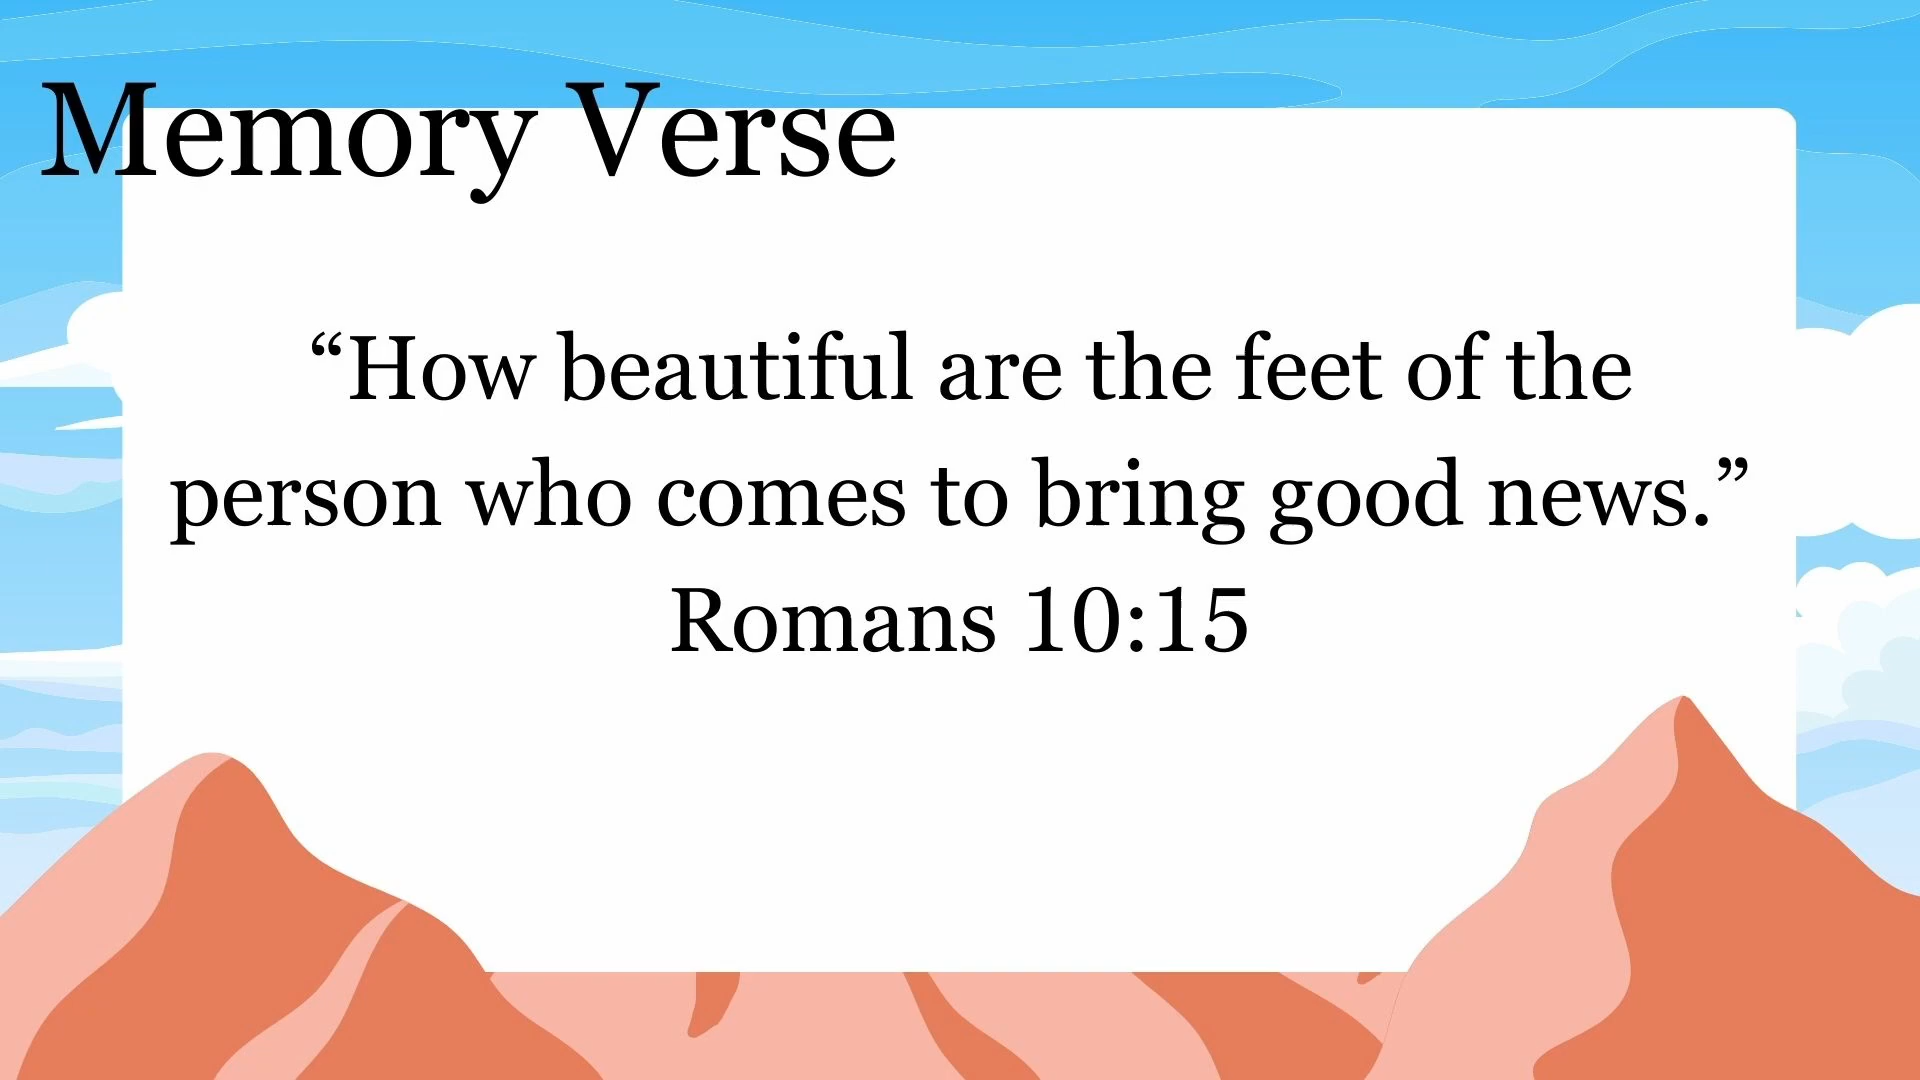 Memory Verse
“How beautiful are the feet of the
person who comes to bring good news.”
Romans 10:15